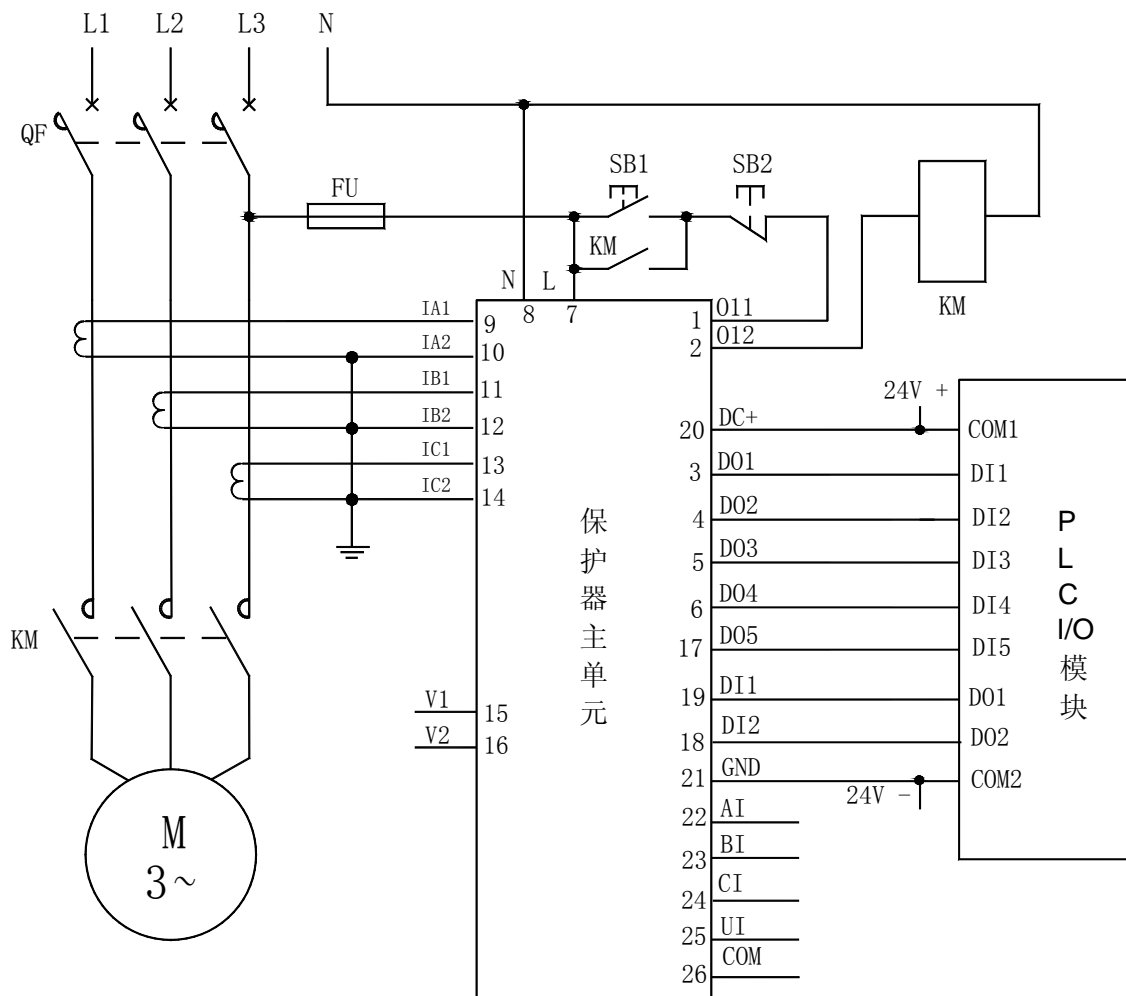 L1 L2 L3 N
QF
FU
SB1 SB2
KM
KM
N L
8 7
IA1 9
IA2 10
IB1 11
IB2 12
IC1 13
IC2 14
1 O11
2 O12
24V +
20 DC+ COM1
3 DO1 DI1
4 DO2 DI2
5 DO3 DI3
6 DO4 DI4
17 DO5 DI5
19 DI1 DO1
18 DI2 DO2
21 GND COM2
24V -
22 AI
23 BI
24 CI
25 UI
26 COM
保护器主单元
PLC I/O模块
KM
V1 15
V2 16
M
3~